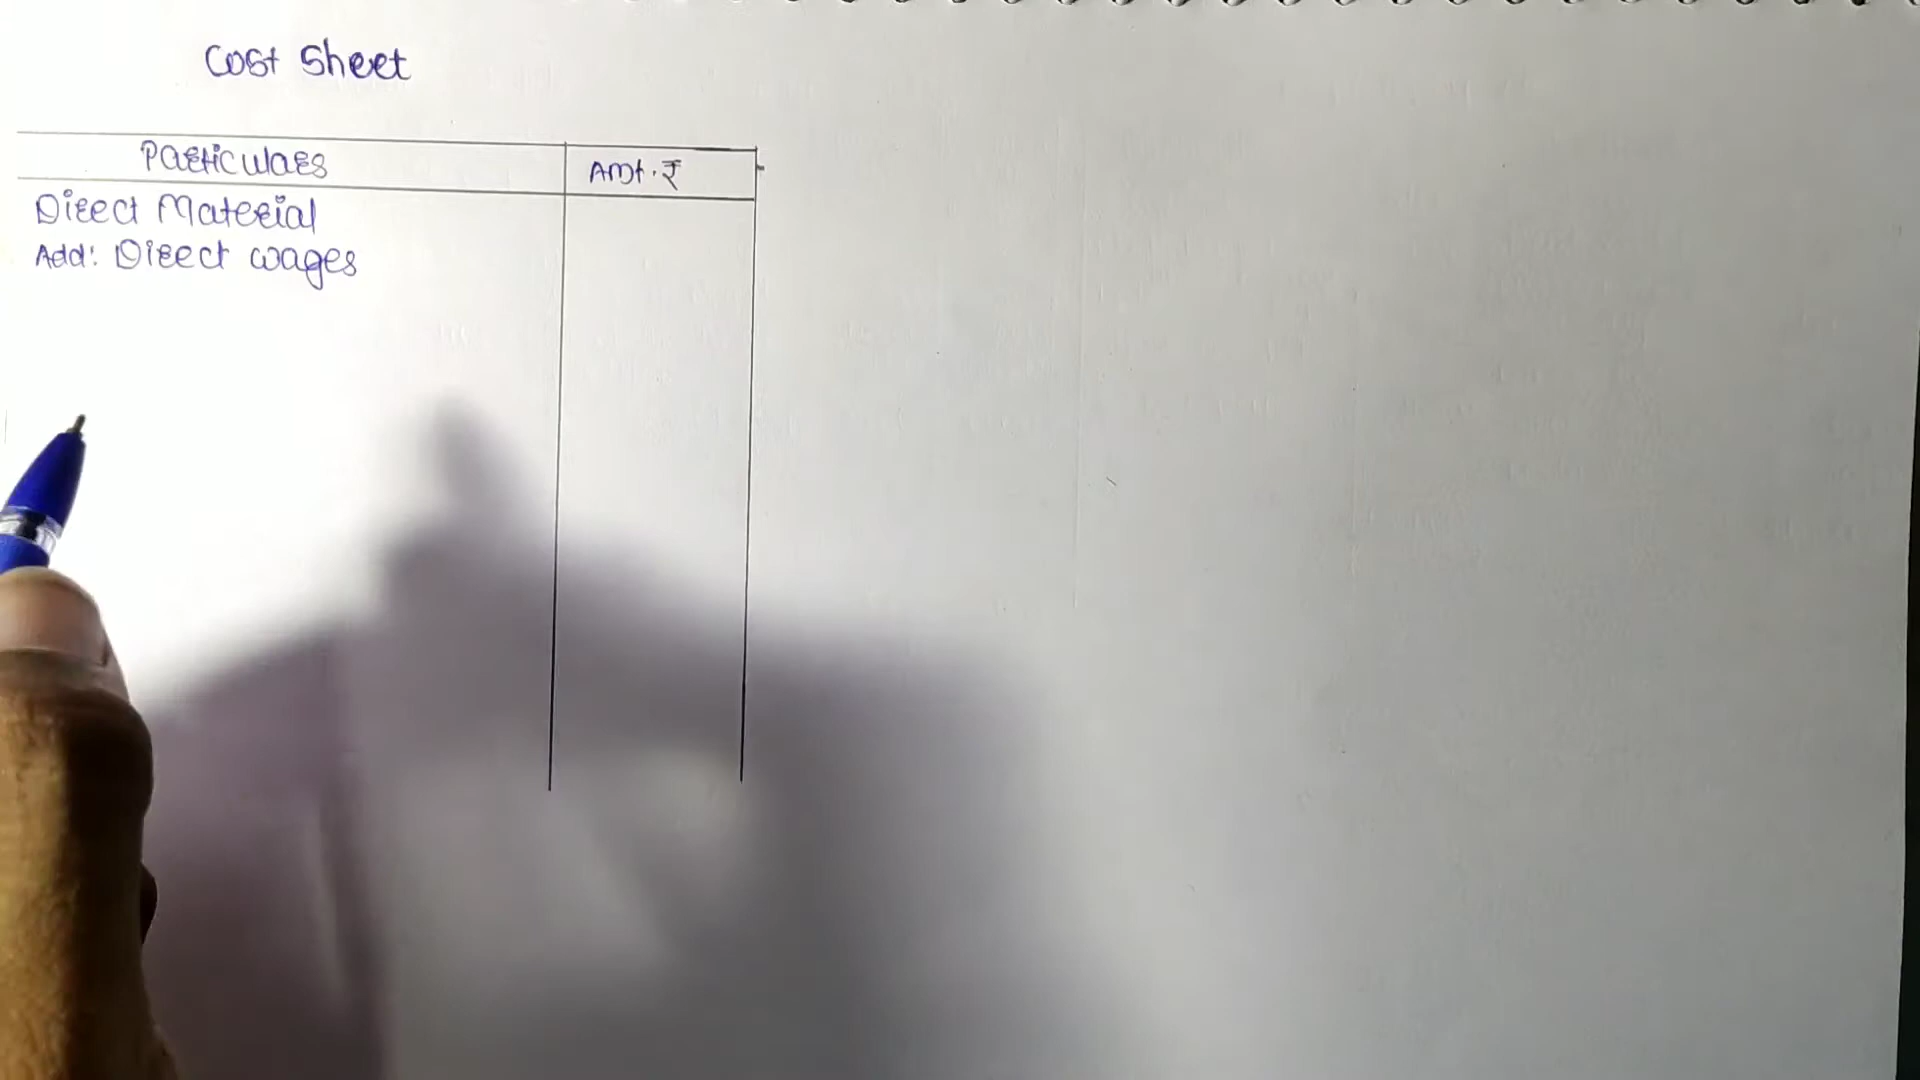 Cost Sheet
Particulars
Amt. ₹
Direct Material
Add: Direct wages